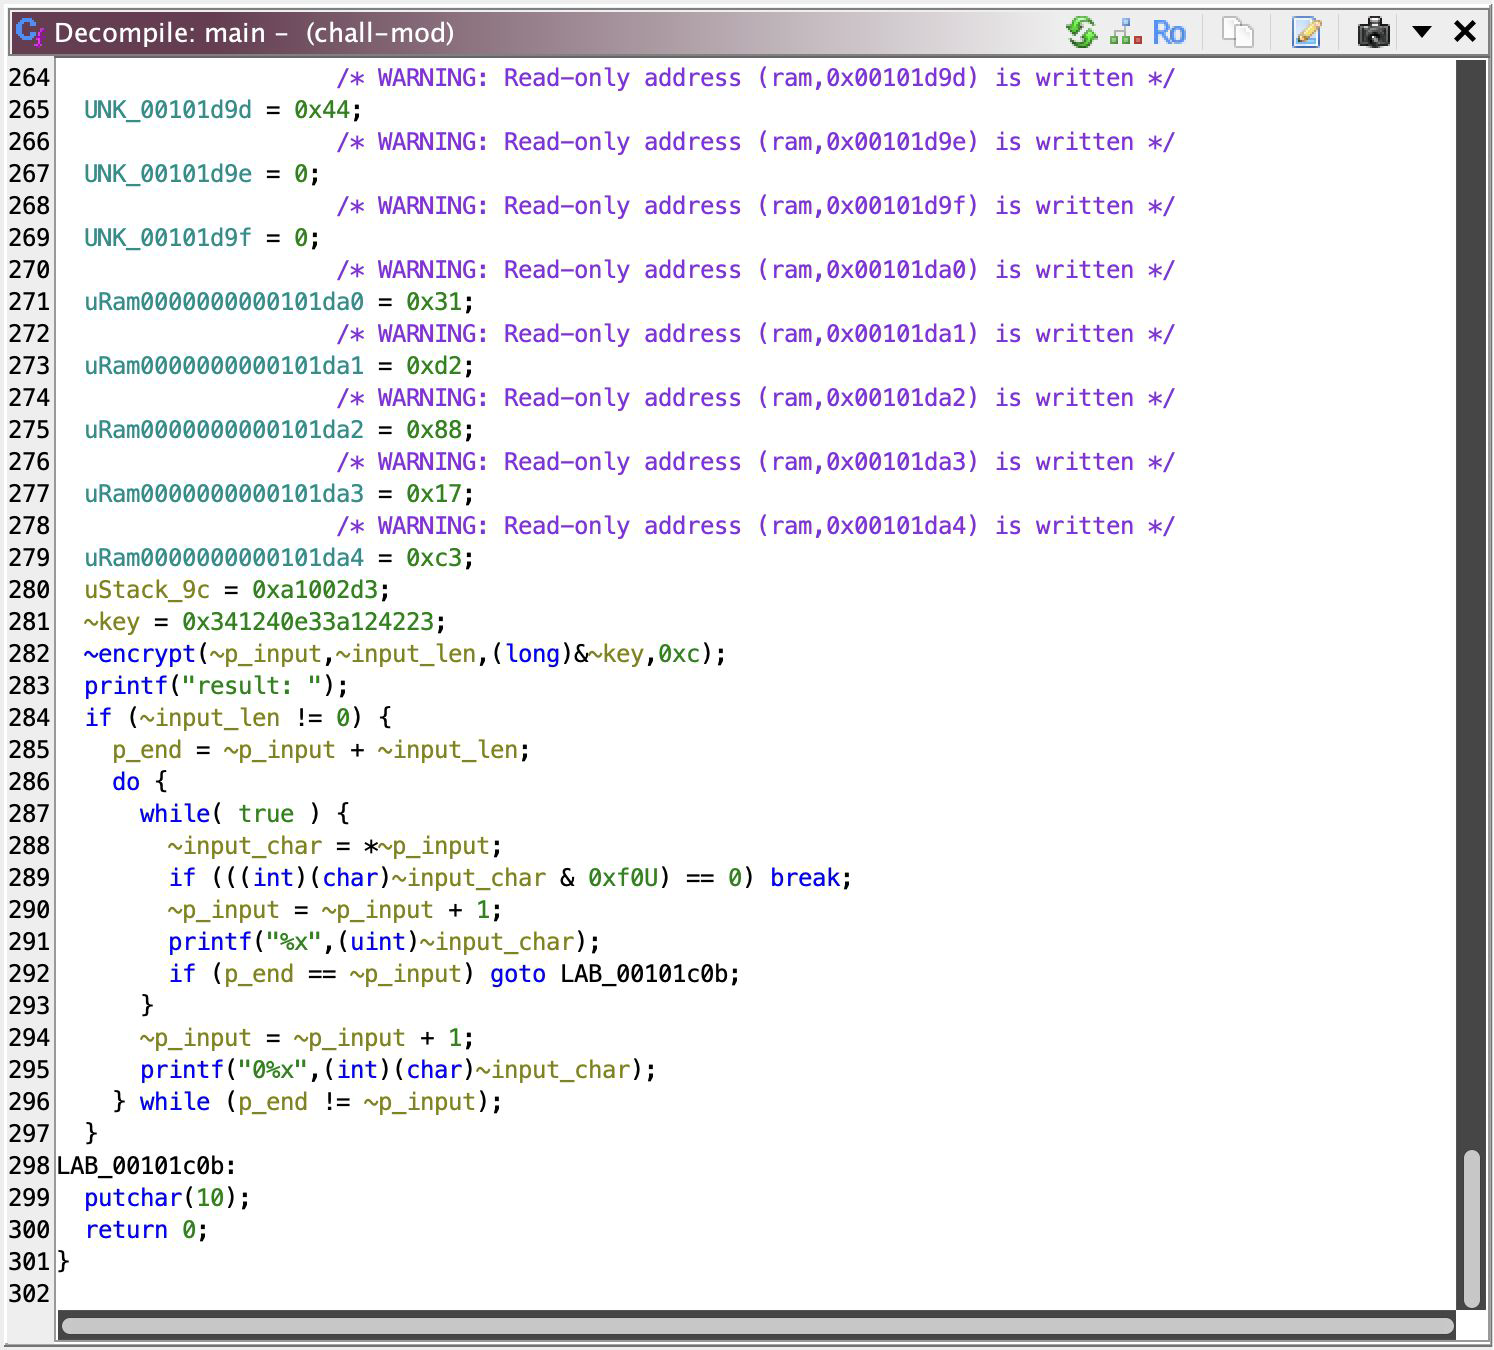 Decompile: main – (chall-mod)
Ro
264 /* WARNING: Read-only address (ram,0x00101d9d) is written */
265 UNK_00101d9d = 0x44;
266 /* WARNING: Read-only address (ram,0x00101d9e) is written */
267 UNK_00101d9e = 0;
268 /* WARNING: Read-only address (ram,0x00101d9f) is written */
269 UNK_00101d9f = 0;
270 /* WARNING: Read-only address (ram,0x00101da0) is written */
271 uRam0000000000101da0 = 0x31;
272 /* WARNING: Read-only address (ram,0x00101da1) is written */
273 uRam0000000000101da1 = 0xd2;
274 /* WARNING: Read-only address (ram,0x00101da2) is written */
275 uRam0000000000101da2 = 0x88;
276 /* WARNING: Read-only address (ram,0x00101da3) is written */
277 uRam0000000000101da3 = 0x17;
278 /* WARNING: Read-only address (ram,0x00101da4) is written */
279 uRam0000000000101da4 = 0xc3;
280 uStack_9c = 0xa1002d3;
281 ~key = 0x341240e33a124223;
282 ~encrypt(~p_input,~input_len,(long)&~key,0xc);
283 printf("result: ");
284 if (~input_len != 0) {
285 p_end = ~p_input + ~input_len;
286 do {
287 while( true ) {
288 ~input_char = *~p_input;
289 if (((int)(char)~input_char & 0xf0U) == 0) break;
290 ~p_input = ~p_input + 1;
291 printf("%x",(uint)~input_char);
292 if (p_end == ~p_input) goto LAB_00101c0b;
293 }
294 ~p_input = ~p_input + 1;
295 printf("0%x",(int)(char)~input_char);
296 } while (p_end != ~p_input);
297 }
298 LAB_00101c0b:
299 putchar(10);
300 return 0;
301 }
302